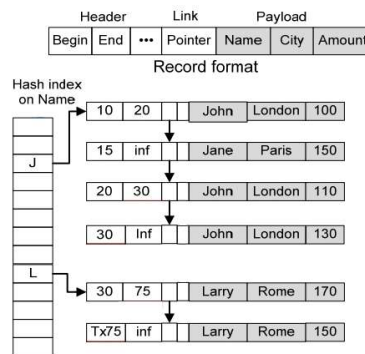 Header Link Payload
Begin End ••• Pointer Name City Amount
Record format
Hash index
on Name
10 20 John London 100
15 inf Jane Paris 150
J
20 30 John London 110
30 Inf John London 130
L
30 75 Larry Rome 170
Tx75 inf Larry Rome 150